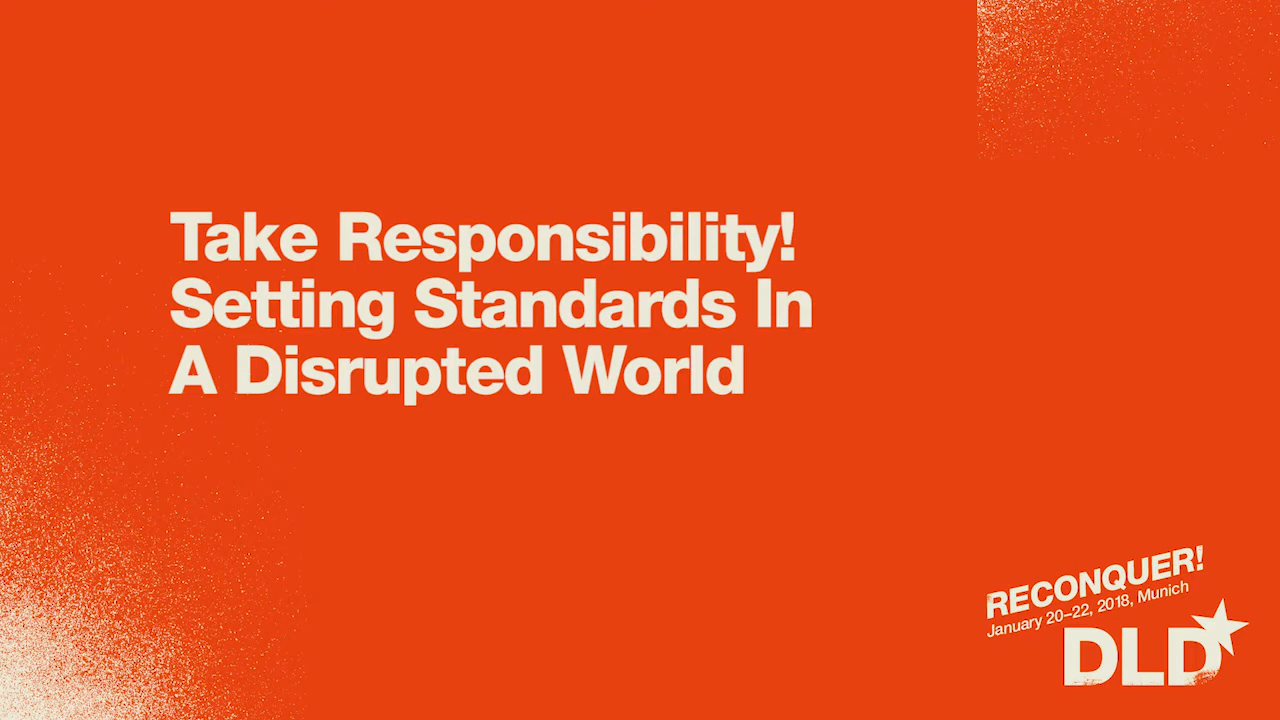 Take Responsibility!
Setting Standards In
A Disrupted World
RECONQUER!
January 20–22, 2018, Munich
DLD